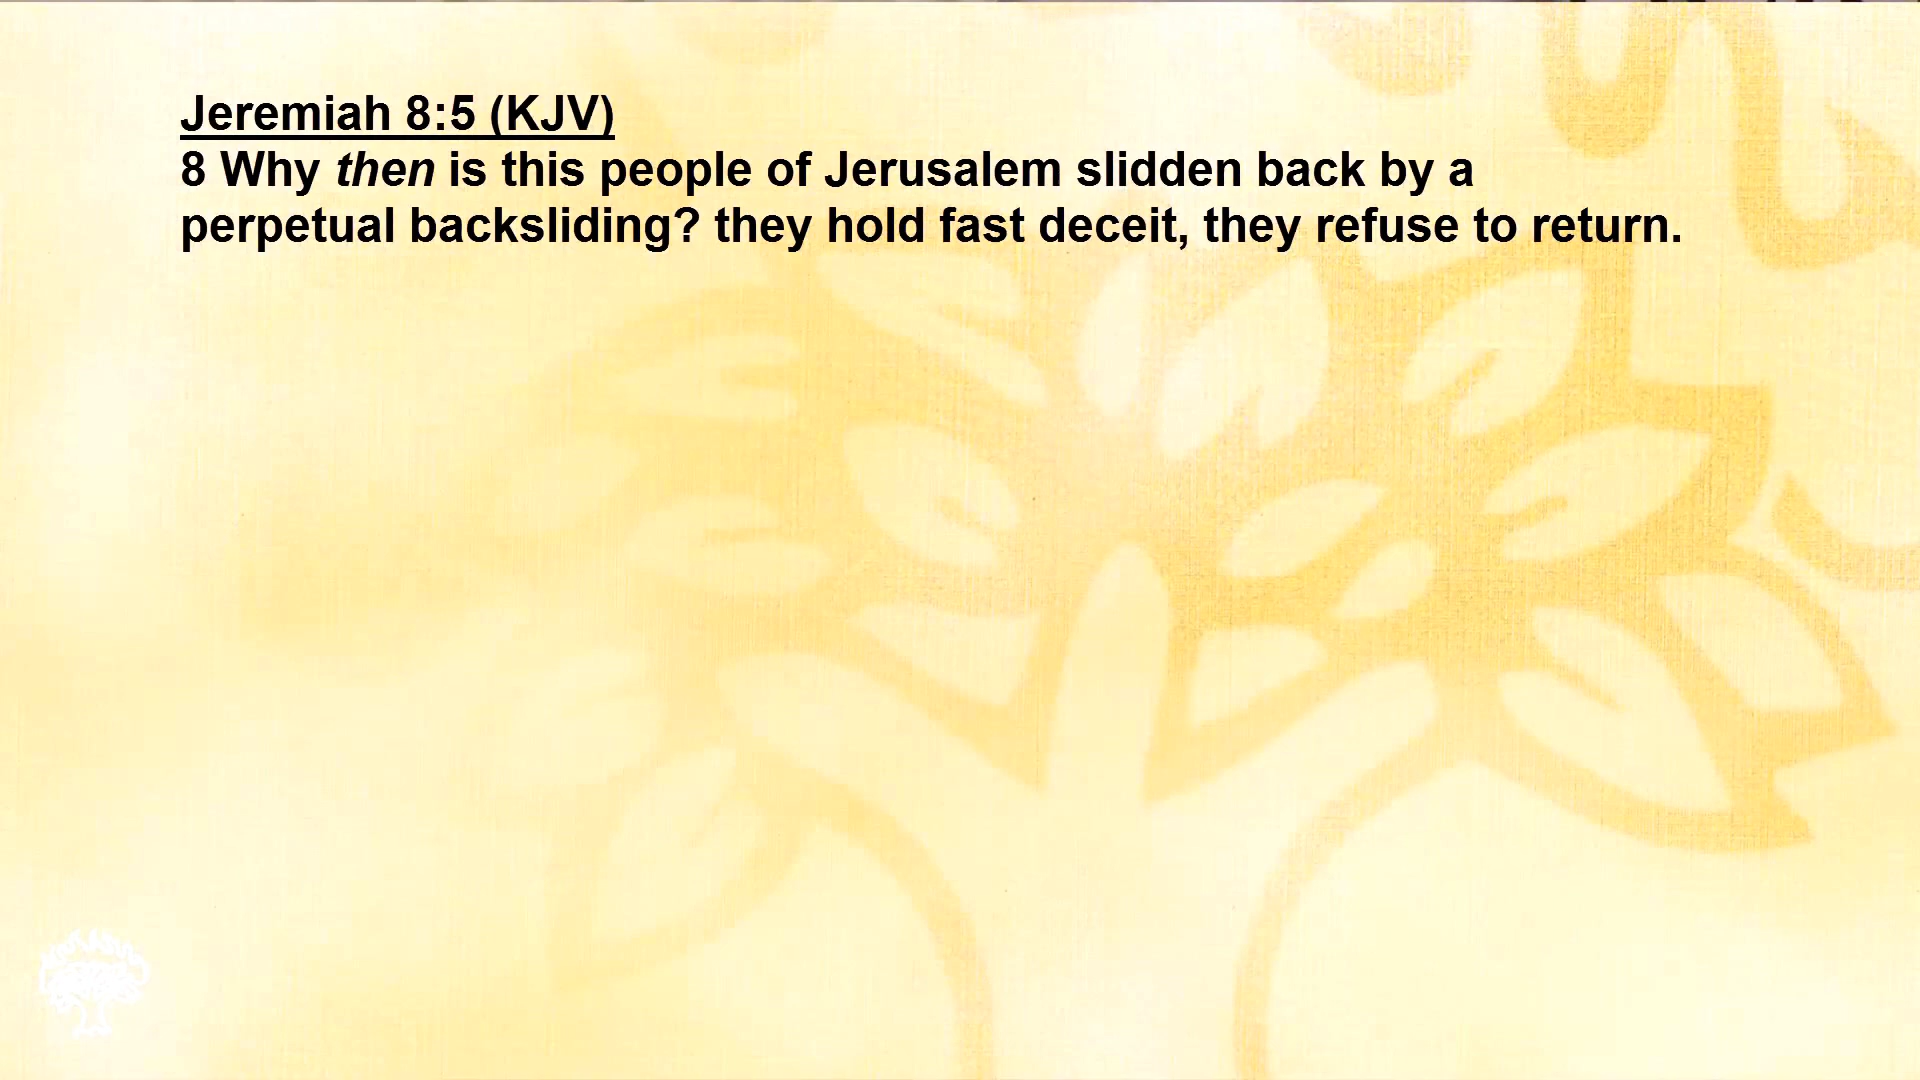 Jeremiah 8:5 (KJV)
8 Why then is this people of Jerusalem slidden back by a
perpetual backsliding? they hold fast deceit, they refuse to return.